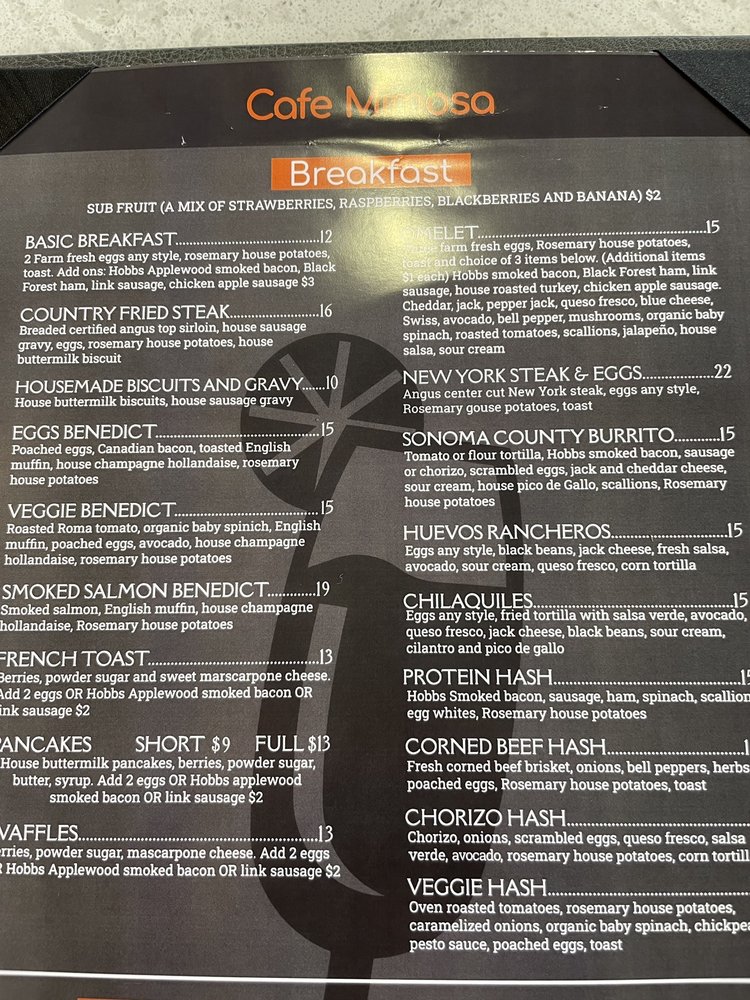 Cafe Mimosa
Breakfast
SUB FRUIT (A MIX OF STRAWBERRIES, RASPBERRIES, BLACKBERRIES AND BANANA) $2
BASIC BREAKFAST....................12
2 Farm fresh eggs any style, rosemary house potatoes,
toast. Add ons: Hobbs Applewood smoked bacon, Black
Forest ham, link sausage, chicken apple sausage $3
COUNTRY FRIED STEAK....................16
Breaded certified angus top sirloin, house sausage
gravy, eggs, rosemary house potatoes, house
buttermilk biscuit
HOUSEMADE BISCUITS AND GRAVY.......10
House buttermilk biscuits, house sausage gravy
EGGS BENEDICT....................15
Poached eggs, Canadian bacon, toasted English
muffin, house champagne hollandaise, rosemary
house potatoes
VEGGIE BENEDICT....................15
Roasted Roma tomato, organic baby spinich, English
muffin, poached eggs, avocado, house champagne
hollandaise, rosemary house potatoes
SMOKED SALMON BENEDICT............19
Smoked salmon, English muffin, house champagne
hollandaise, Rosemary house potatoes
FRENCH TOAST....................13
Berries, powder sugar and sweet marscarpone cheese.
Add 2 eggs OR Hobbs Applewood smoked bacon OR
ink sausage $2
PANCAKES SHORT $9 FULL $13
House buttermilk pancakes, berries, powder sugar,
butter, syrup. Add 2 eggs OR Hobbs applewood
smoked bacon OR link sausage $2
WAFFLES....................13
erries, powder sugar, mascarpone cheese. Add 2 eggs
R Hobbs Applewood smoked bacon OR link sausage $2
OMELET....................15
farm fresh eggs, Rosemary house potatoes,
toast and choice of 3 items below. (Additional items
$1 each) Hobbs smoked bacon, Black Forest ham, link
sausage, house roasted turkey, chicken apple sausage.
Cheddar, jack, pepper jack, queso fresco, blue cheese,
Swiss, avocado, bell pepper, mushrooms, organic baby
spinach, roasted tomatoes, scallions, jalapeño, house
salsa, sour cream
NEW YORK STEAK & EGGS.................22
Angus center cut New York steak, eggs any style,
Rosemary gouse potatoes, toast
SONOMA COUNTY BURRITO...........15
Tomato or flour tortilla, Hobbs smoked bacon, sausage
or chorizo, scrambled eggs, jack and cheddar cheese,
sour cream, house pico de Gallo, scallions, Rosemary
house potatoes
HUEVOS RANCHEROS....................15
Eggs any style, black beans, jack cheese, fresh salsa,
avocado, sour cream, queso fresco, corn tortilla
CHILAQUILES....................15
Eggs any style, fried tortilla with salsa verde, avocado,
queso fresco, jack cheese, black beans, sour cream,
cilantro and pico de gallo
PROTEIN HASH....................
Hobbs Smoked bacon, sausage, ham, spinach, scallion
egg whites, Rosemary house potatoes
CORNED BEEF HASH....................
Fresh corned beef brisket, onions, bell peppers, herbs
poached eggs, Rosemary house potatoes, toast
CHORIZO HASH....................
Chorizo, onions, scrambled eggs, queso fresco, salsa
verde, avocado, rosemary house potatoes, corn tortill
VEGGIE HASH....................
Oven roasted tomatoes, rosemary house potatoes,
caramelized onions, organic baby spinach, chickpea
pesto sauce, poached eggs, toast